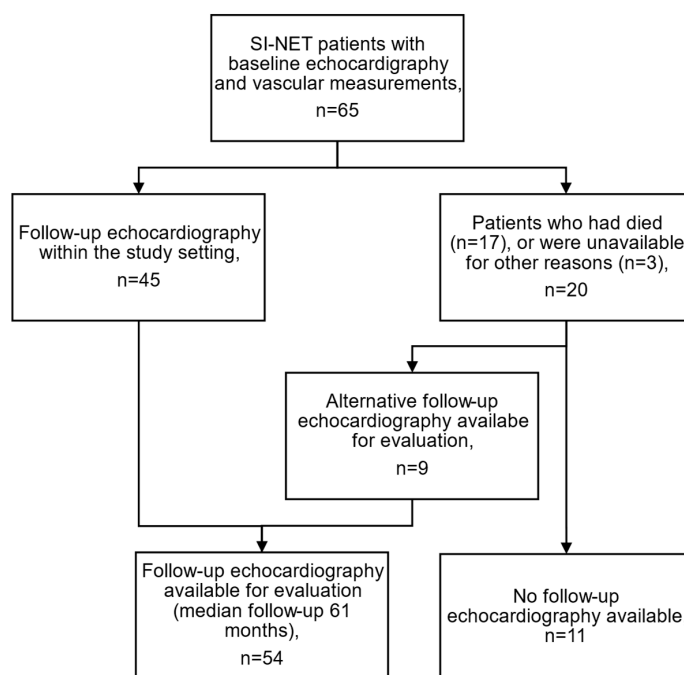 SI-NET patients with
baseline echocardigraphy
and vascular measurements,
n=65
Follow-up echocardiography
within the study setting,
n=45
Patients who had died
(n=17), or were unavailable
for other reasons (n=3),
n=20
Alternative follow-up
echocardiography availabe
for evaluation,
n=9
Follow-up echocardiography
available for evaluation
(median follow-up 61
months),
n=54
No follow-up
echocardiography available
n=11